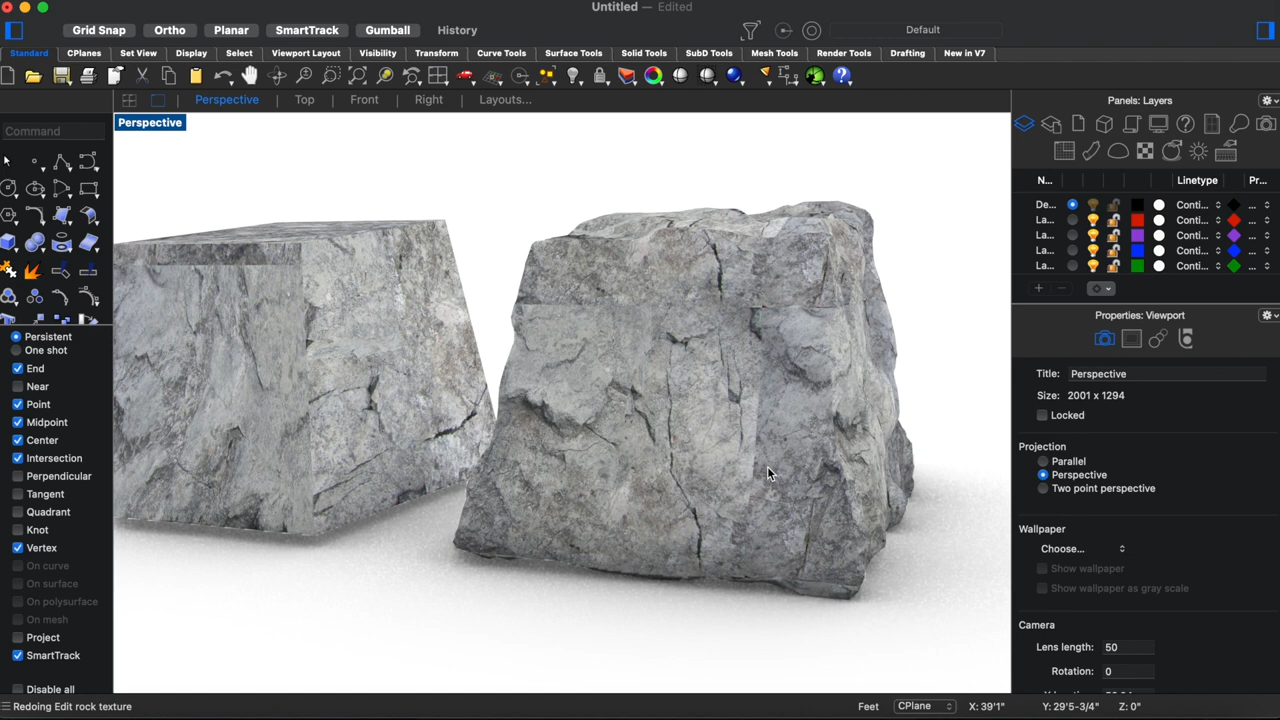 Untitled — Edited
Grid Snap Ortho Planar SmartTrack Gumball History Default
Standard CPlanes Set View Display Select Viewport Layout Visibility Transform Curve Tools Surface Tools Solid Tools SubD Tools Mesh Tools Render Tools Drafting New in V7
Perspective Top Front Right Layouts... Panels: Layers
Perspective
Command
N... Linetype Pr...
De... Conti... ...
La... Conti... ...
La... Conti... ...
La... Conti... ...
La... Conti... ...
Properties: Viewport
Persistent
One shot
End
Near
Point
Midpoint
Center
Intersection
Perpendicular
Tangent
Quadrant
Knot
Vertex
On curve
On surface
On polysurface
On mesh
Project
SmartTrack
Disable all
Title: Perspective
Size: 2001 x 1294
Locked
Projection
Parallel
Perspective
Two point perspective
Wallpaper
Choose...
Show wallpaper
Show wallpaper as gray scale
Camera
Lens length: 50
Rotation: 0
Redoing Edit rock texture Feet CPlane X: 39'1" Y: 29'5-3/4" Z: 0"